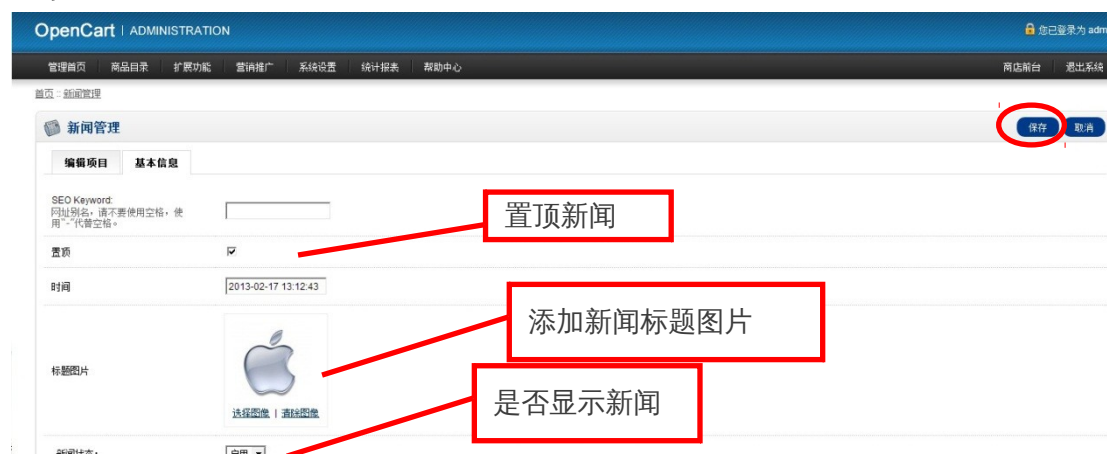 OpenCart | ADMINISTRATION 您已登录为 adm
管理首页 商品目录 扩展功能 营销推广 系统设置 统计报表 帮助中心 商店前台 退出系统
首页 :: 新闻管理
新闻管理 保存 取消
编辑项目 基本信息
SEO Keyword:
网址别名，请不要使用空格，使
用"-"代替空格。
置顶新闻
置顶
时间 2013-02-17 13:12:43
添加新闻标题图片
标题图片
是否显示新闻
选择图像 | 清除图像
新闻状态： 启用